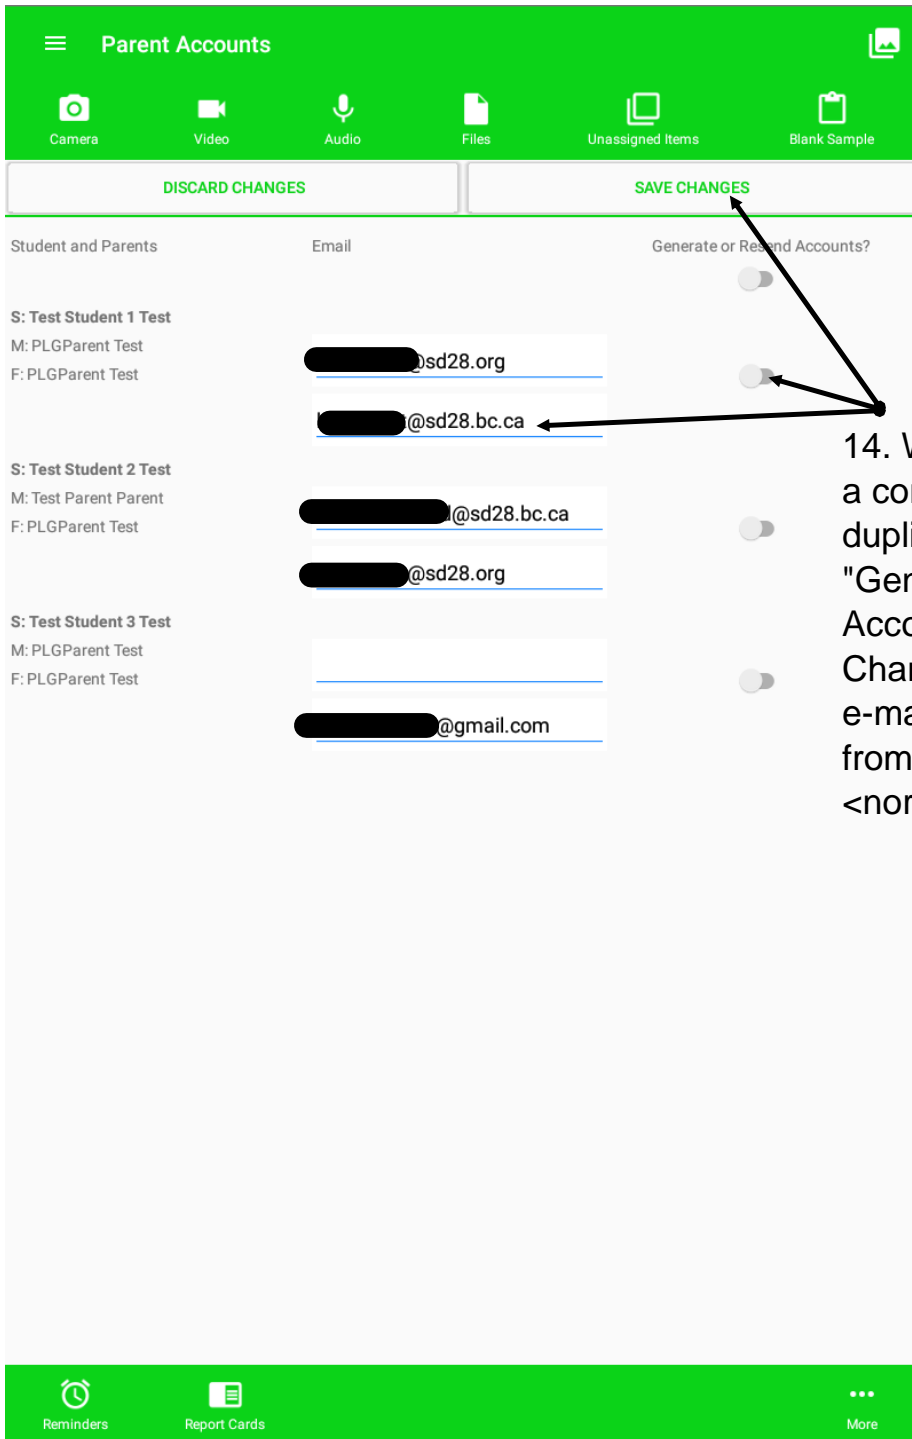 Parent Accounts
Camera Video Audio Files Unassigned Items Blank Sample
DISCARD CHANGES SAVE CHANGES
Student and Parents Email Generate or Resend Accounts?
S: Test Student 1 Test
M: PLGParent Test
F: PLGParent Test
@sd28.org
@sd28.bc.ca
S: Test Student 2 Test
M: Test Parent Parent
F: PLGParent Test
@sd28.bc.ca
@sd28.org
S: Test Student 3 Test
M: PLGParent Test
F: PLGParent Test
@gmail.com
14.
a
e-ma
from
Reminders Report Cards More